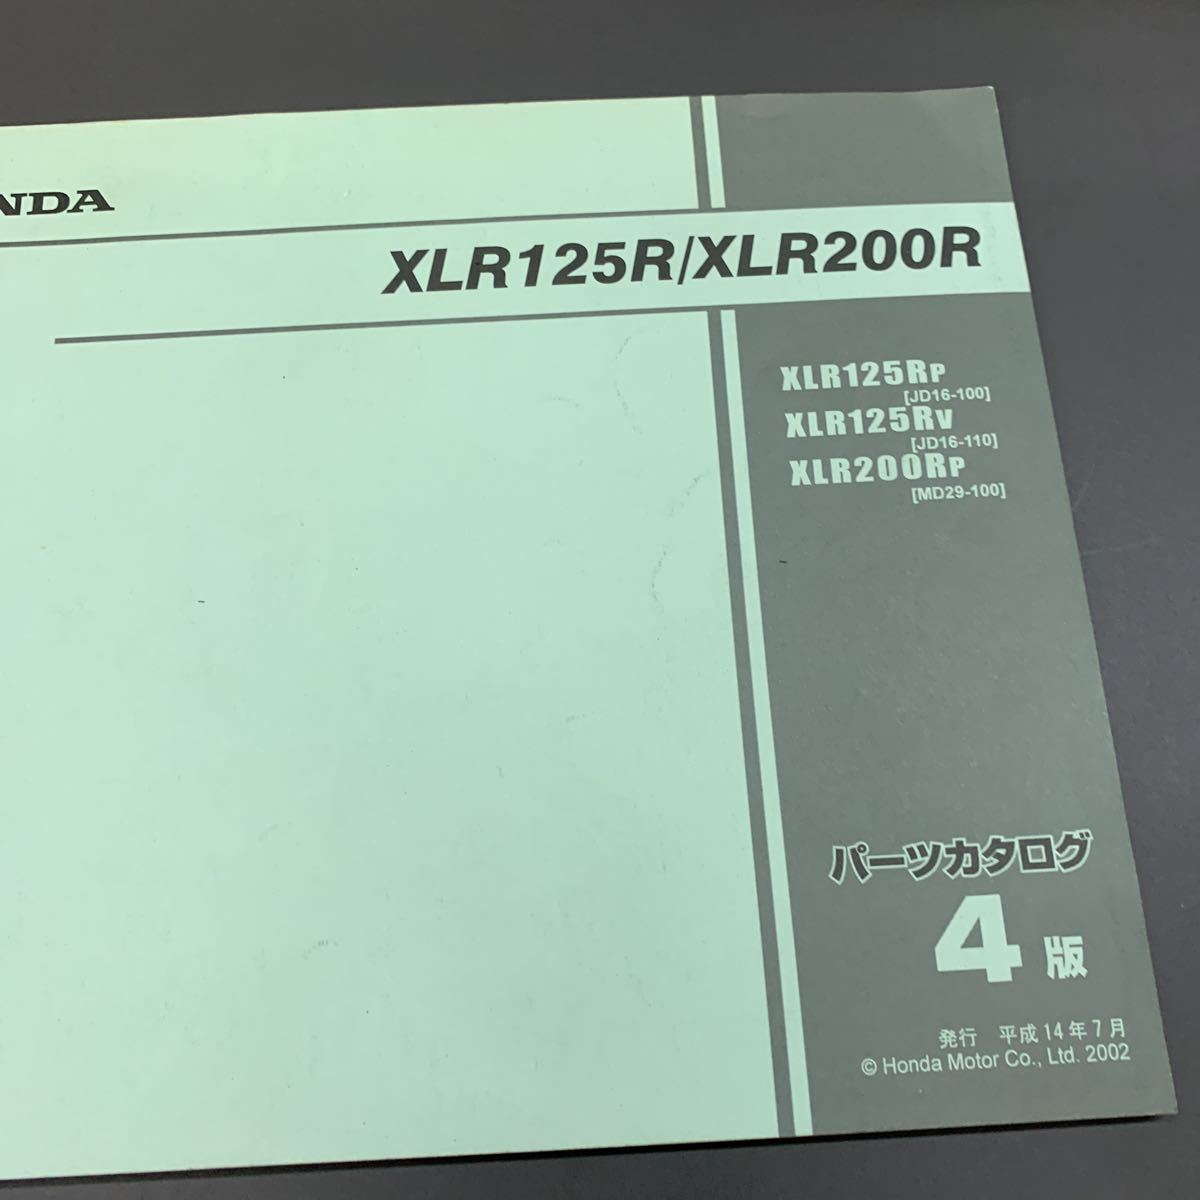 NDA
XLR125R/XLR200R
XLR125RP
[JD16-100]
XLR125RV
[JD16-110]
XLR200RP
[MD29-100]
パーツカタログ
4版
発行 平成14年7月
© Honda Motor Co., Ltd. 2002